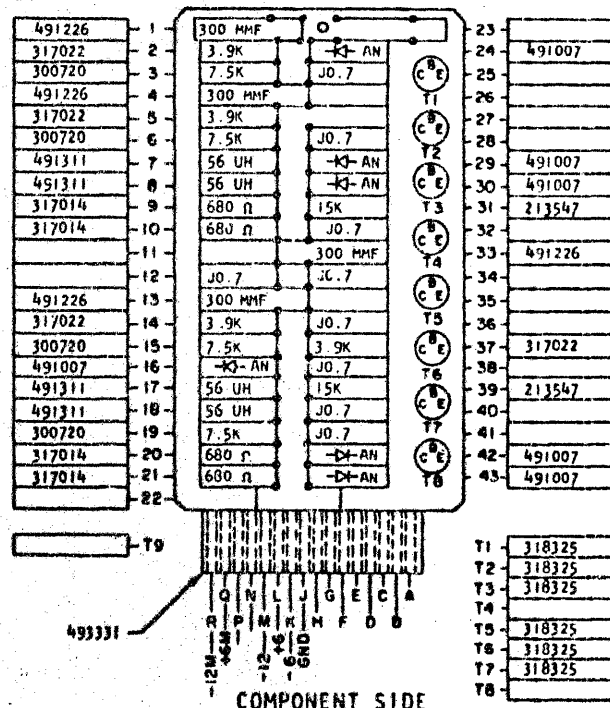 491226 1 300 MMF O 23
317022 2 3.9K AN 24 491007
300720 3 7.5K J0.7 C B E 25
491226 4 300 MMF T1 26
317022 5 3.9K 27
300720 6 7.5K J0.7 C B E 28
T2
491311 7 56 UH AN 29 491007
491311 8 56 UH AN C B E 30 491007
317014 9 680 Ω 15K T3 31 213547
317014 10 680 Ω J0.7 C B E 32
11 300 MMF T4 33 491226
12 J0.7 J0.7 34
491226 13 300 MMF C B E 35
T5
317022 14 3.9K J0.7 36
300720 15 7.5K 3.9K C B E 37 317022
491007 16 AN J0.7 T6 38
491311 17 56 UH 15K 39 213547
491311 18 56 UH J0.7 C B E 40
300720 19 7.5K J0.7 T7 41
317014 20 680 Ω AN C B E 42 491007
317014 21 680 Ω AN T8 43 491007
22
T9
T1 318325
T2 318325
T3 318325
T4
T5 318325
T6 318325
T7 318325
T8
493331
R Q P N M L K J H G F E D C B A
-12M +6M -12 +6 -6 GND
COMPONENT SIDE